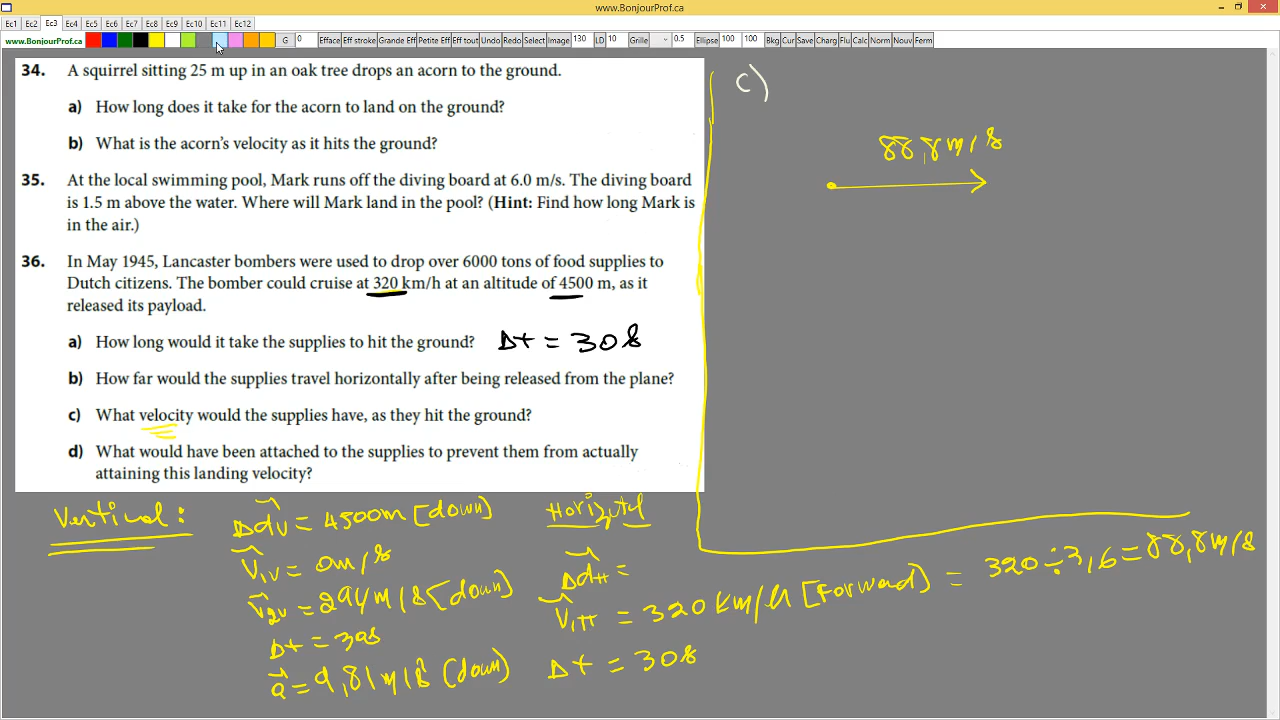 www.BonjourProf.ca
Ec1 Ec2 Ec3 Ec4 Ec5 Ec6 Ec7 Ec8 Ec9 Ec10 Ec11 Ec12
www.BonjourProf.ca G 0 Efface Eff stroke Grande Eff Petite Eff Eff tout Undo Redo Select Image 130 LD 10 Grille 0.5 Ellipse 100 100 Bkg Cur Save Charg Flu Calc Norm Nouv Ferm
34. A squirrel sitting 25 m up in an oak tree drops an acorn to the ground.
a) How long does it take for the acorn to land on the ground?
b) What is the acorn's velocity as it hits the ground?
35. At the local swimming pool, Mark runs off the diving board at 6.0 m/s. The diving board
is 1.5 m above the water. Where will Mark land in the pool? (Hint: Find how long Mark is
in the air.)
36. In May 1945, Lancaster bombers were used to drop over 6000 tons of food supplies to
Dutch citizens. The bomber could cruise at 320 km/h at an altitude of 4500 m, as it
released its payload.
a) How long would it take the supplies to hit the ground? Δt = 30s
b) How far would the supplies travel horizontally after being released from the plane?
c) What velocity would the supplies have, as they hit the ground?
d) What would have been attached to the supplies to prevent them from actually
attaining this landing velocity?
c)
88,8 m/s
Vertical:
Δdv = 4500m [down]
V1v = 0m/s
V2v = 294 m/s [down]
Δt = 30s
a = 9,81 m/s² (down)
Horizontal
ΔdH =
V1H = 320 km/h [Forward] = 320 ÷ 3,6 = 88,8 m/s
Δt = 30s